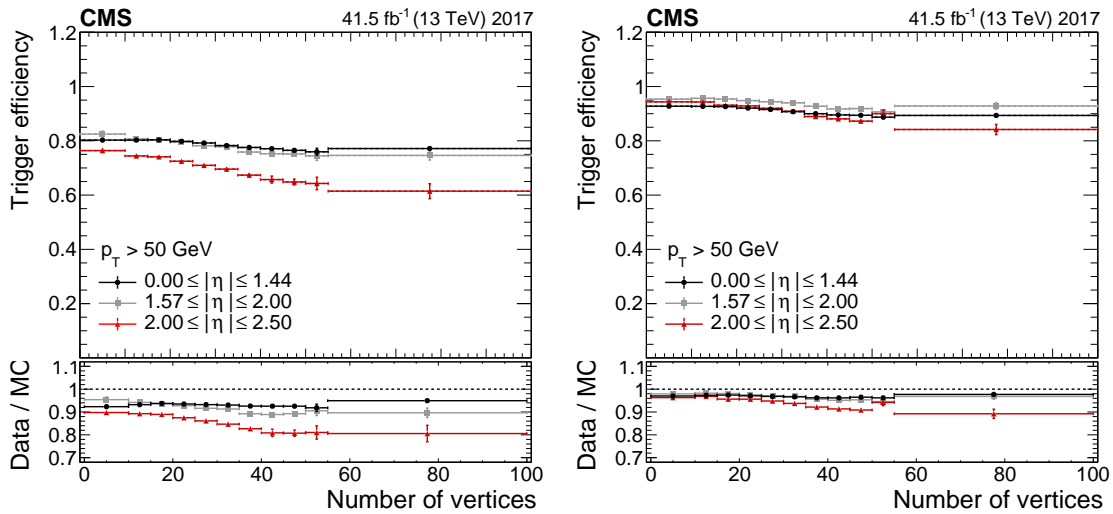 CMS 41.5 fb⁻¹ (13 TeV) 2017
Trigger efficiency
1.2
1
0.8
0.6
0.4
0.2
p_T > 50 GeV
0.00 ≤ |η| ≤ 1.44
1.57 ≤ |η| ≤ 2.00
2.00 ≤ |η| ≤ 2.50
Data / MC
1.1
1
0.9
0.8
0.7
0 20 40 60 80 100
Number of vertices
CMS 41.5 fb⁻¹ (13 TeV) 2017
Trigger efficiency
1.2
1
0.8
0.6
0.4
0.2
p_T > 50 GeV
0.00 ≤ |η| ≤ 1.44
1.57 ≤ |η| ≤ 2.00
2.00 ≤ |η| ≤ 2.50
Data / MC
1.1
1
0.9
0.8
0.7
0 20 40 60 80 100
Number of vertices